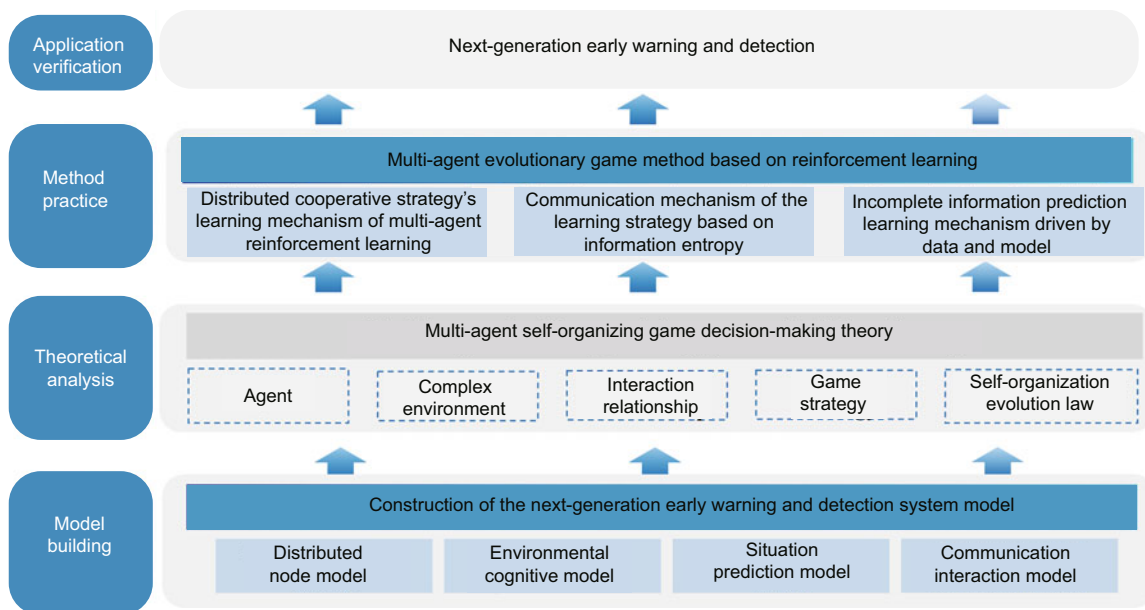 Application
verification
Next-generation early warning and detection
Method
practice
Multi-agent evolutionary game method based on reinforcement learning
Distributed cooperative strategy's
learning mechanism of multi-agent
reinforcement learning
Communication mechanism of the
learning strategy based on
information entropy
Incomplete information prediction
learning mechanism driven by
data and model
Theoretical
analysis
Multi-agent self-organizing game decision-making theory
Agent
Complex
environment
Interaction
relationship
Game
strategy
Self-organization
evolution law
Model
building
Construction of the next-generation early warning and detection system model
Distributed
node model
Environmental
cognitive model
Situation
prediction model
Communication
interaction model